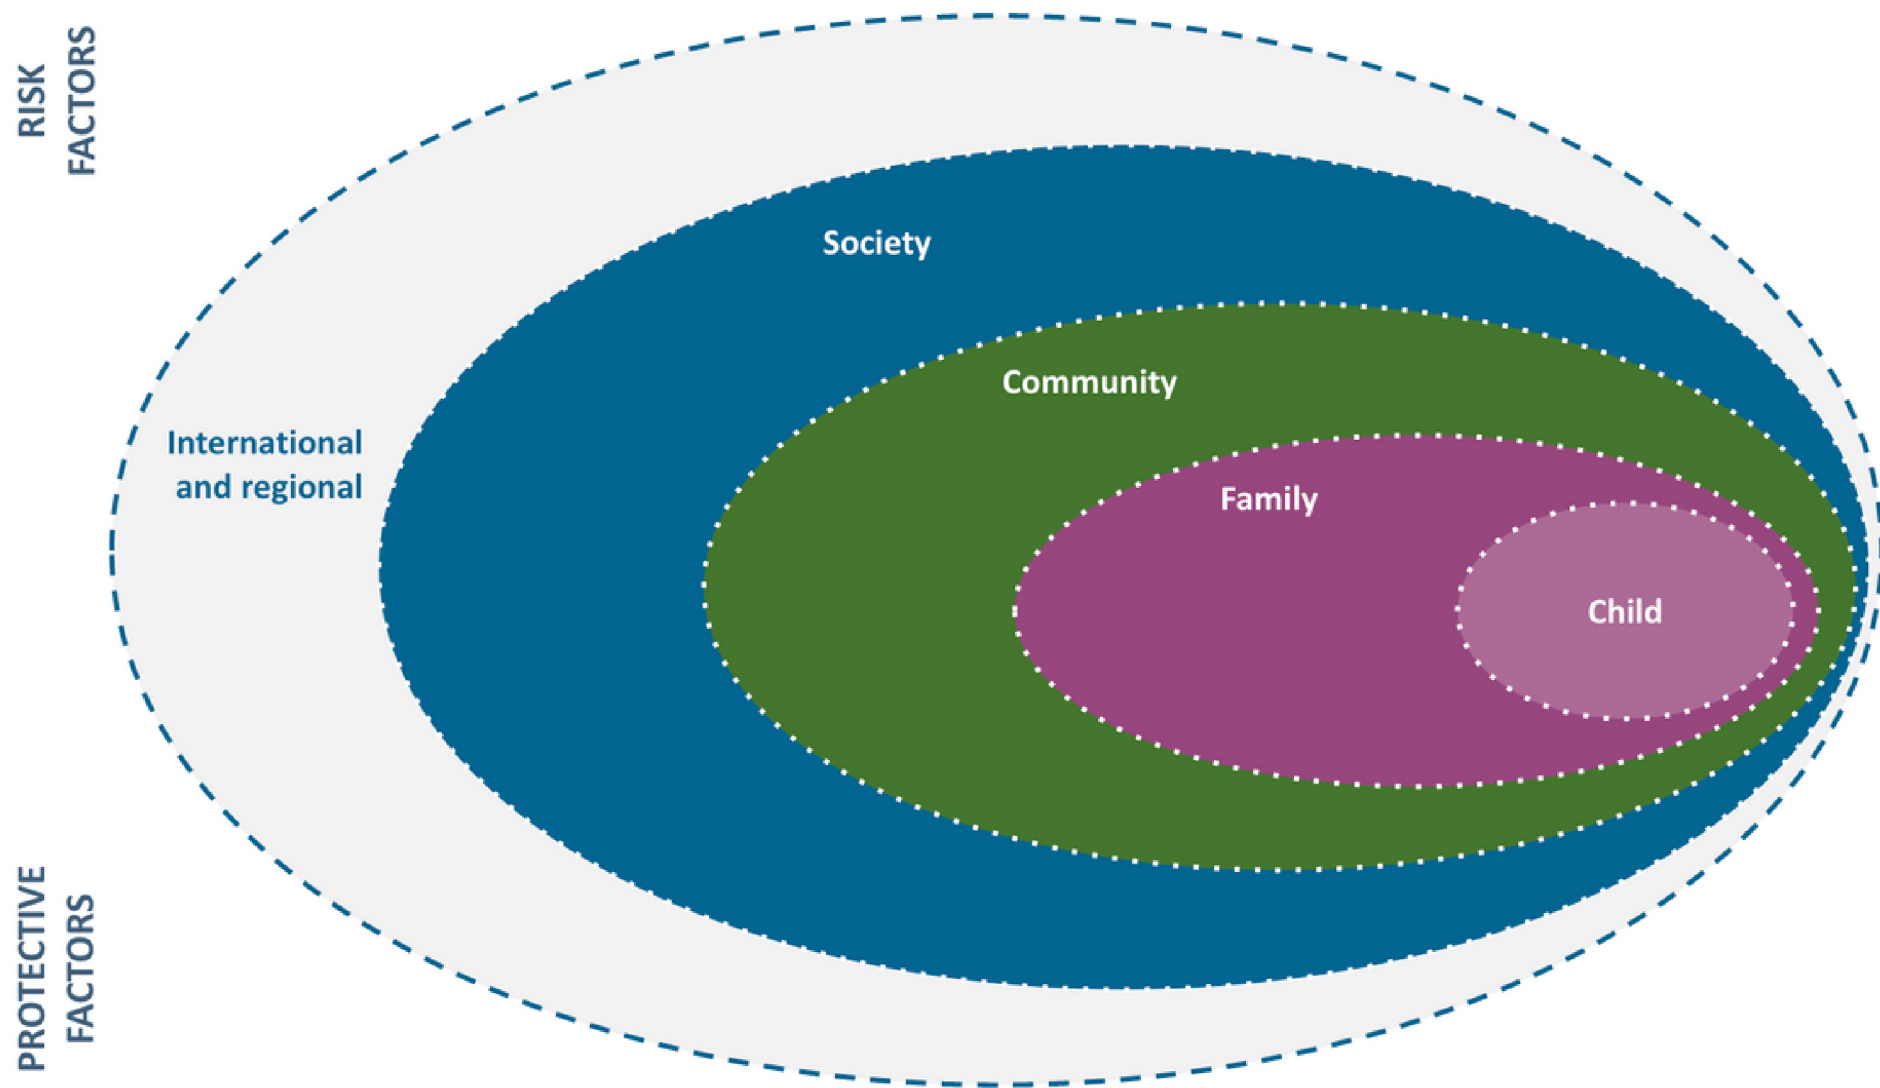 RISK
FACTORS
Society
Community
International
and regional
Family
Child
PROTECTIVE
FACTORS